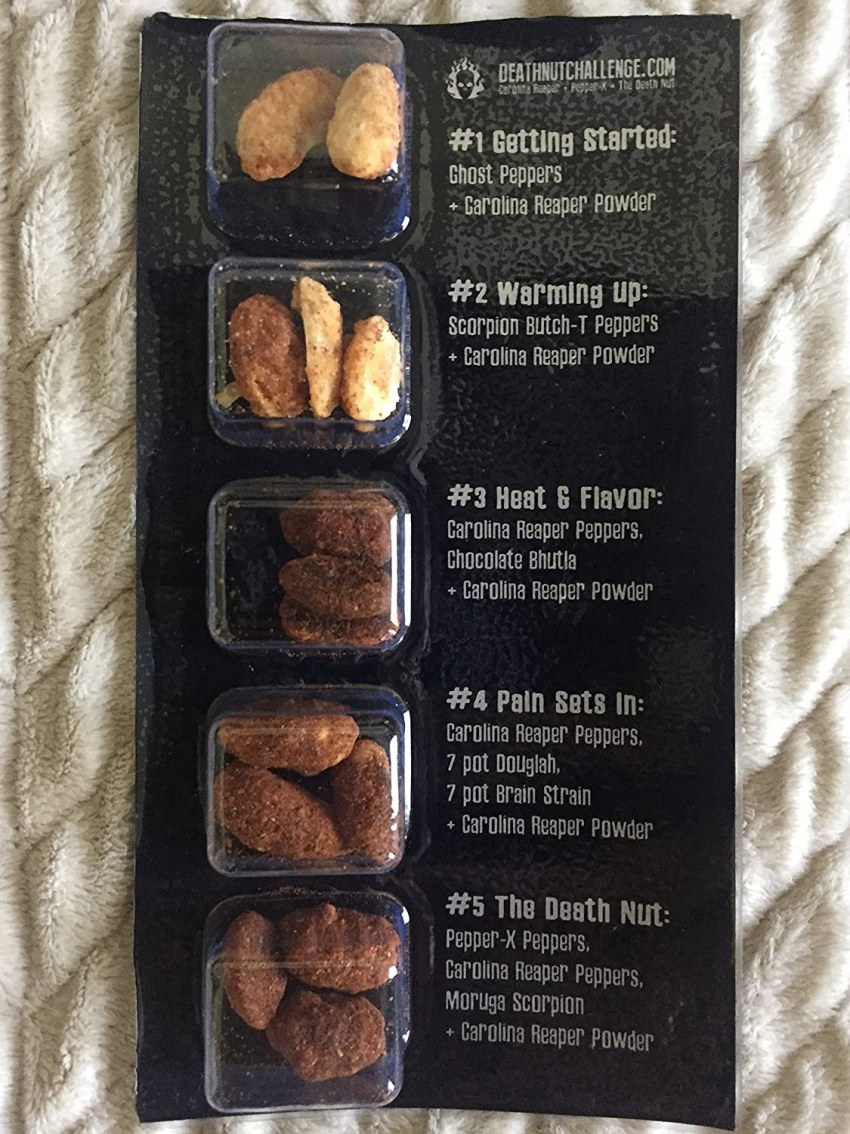 DEATHNUTCHALLENGE.COM
Carolina Reaper • Pepper-X • The Death Nut
#1 Getting Started:
Ghost Peppers
+ Carolina Reaper Powder
#2 Warming Up:
Scorpion Butch-T Peppers
+ Carolina Reaper Powder
#3 Heat & Flavor:
Carolina Reaper Peppers,
Chocolate Bhutla
+ Carolina Reaper Powder
#4 Pain Sets In:
Carolina Reaper Peppers,
7 pot Douglah,
7 pot Brain Strain
+ Carolina Reaper Powder
#5 The Death Nut:
Pepper-X Peppers,
Carolina Reaper Peppers,
Moruga Scorpion
+ Carolina Reaper Powder